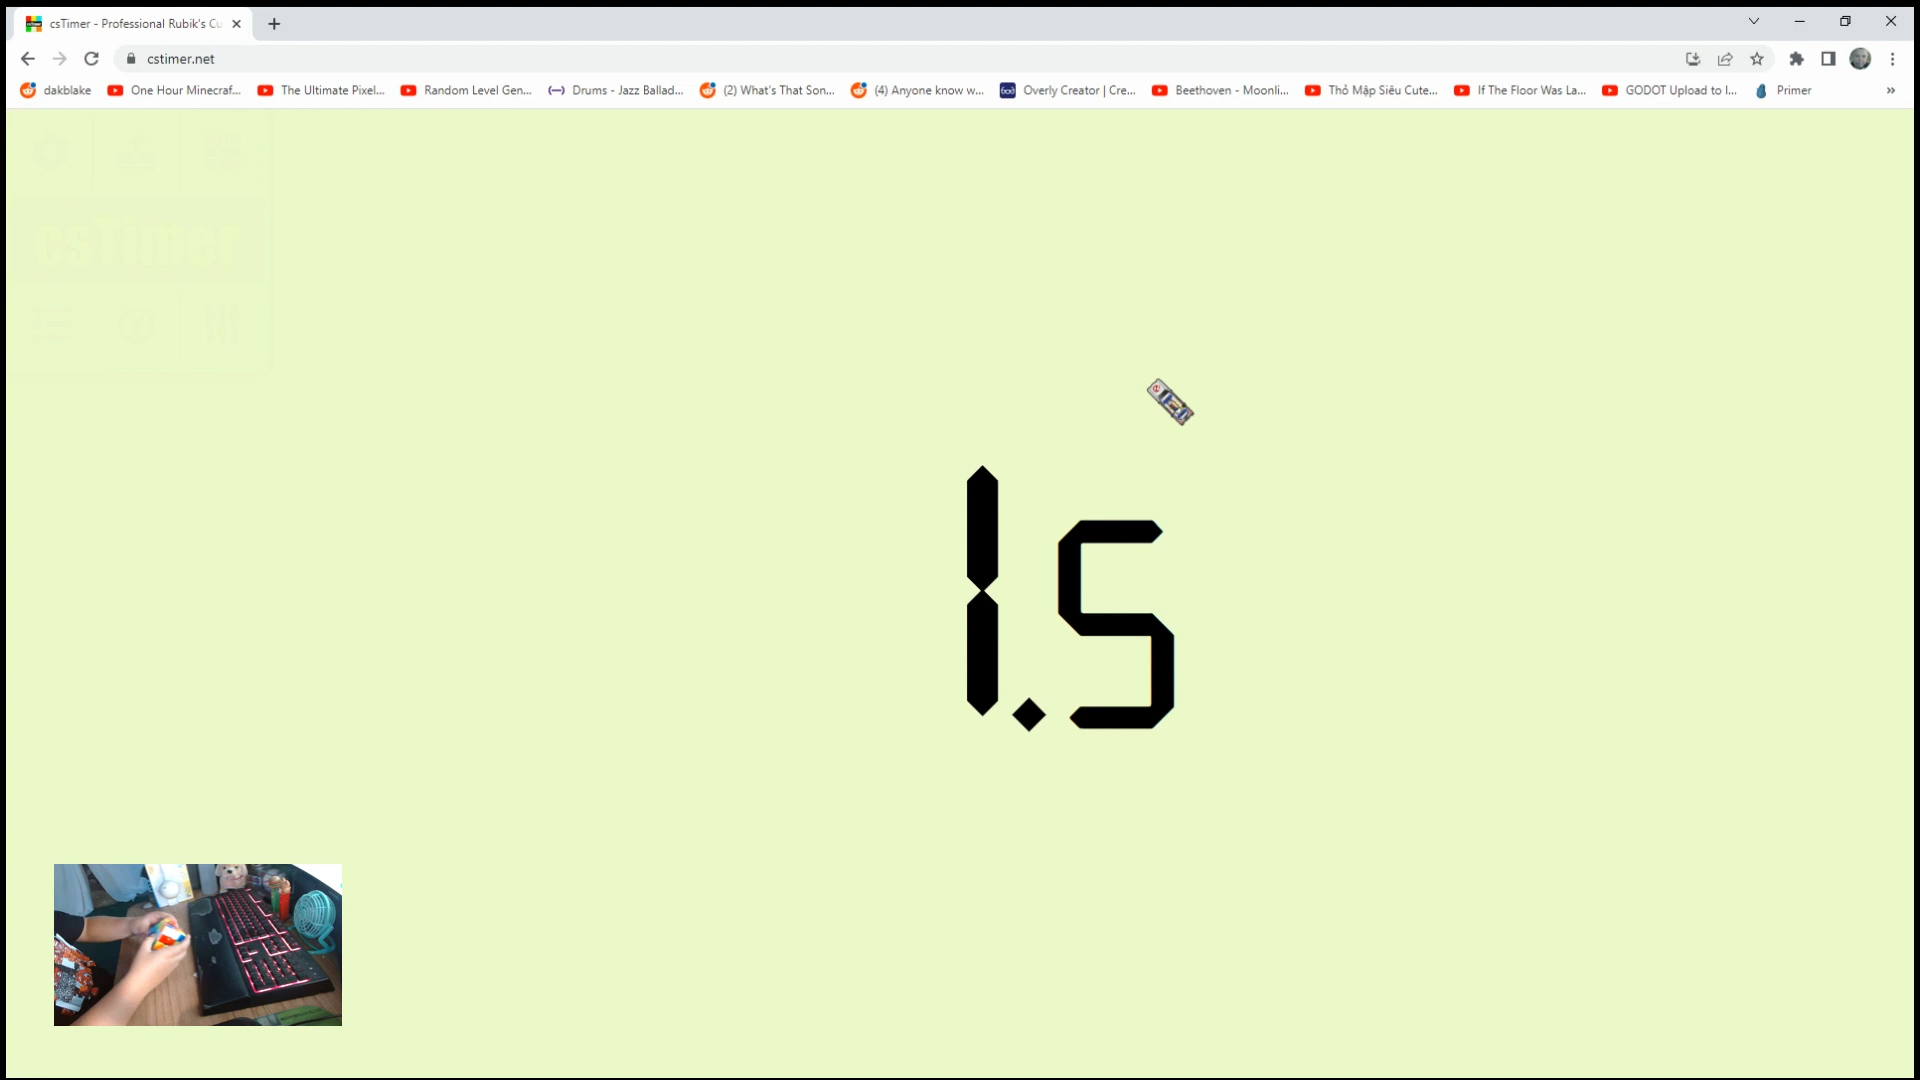 csTimer - Professional Rubik's Cu
cstimer.net
dakblake
One Hour Minecraf...
The Ultimate Pixel...
Random Level Gen...
Drums - Jazz Ballad...
(2) What's That Son...
(4) Anyone know w...
Overly Creator | Cre...
Beethoven - Moonli...
Thỏ Mập Siêu Cute...
If The Floor Was La...
GODOT Upload to I...
Primer
»
csTimer
1.5